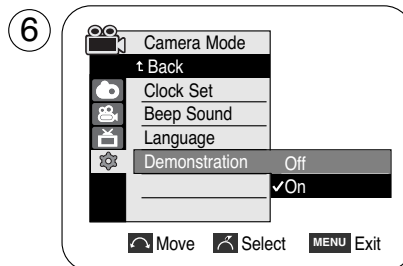 6
Camera Mode
Back
Clock Set
Beep Sound
Language
Demonstration Off
✓On
Move Select MENU Exit